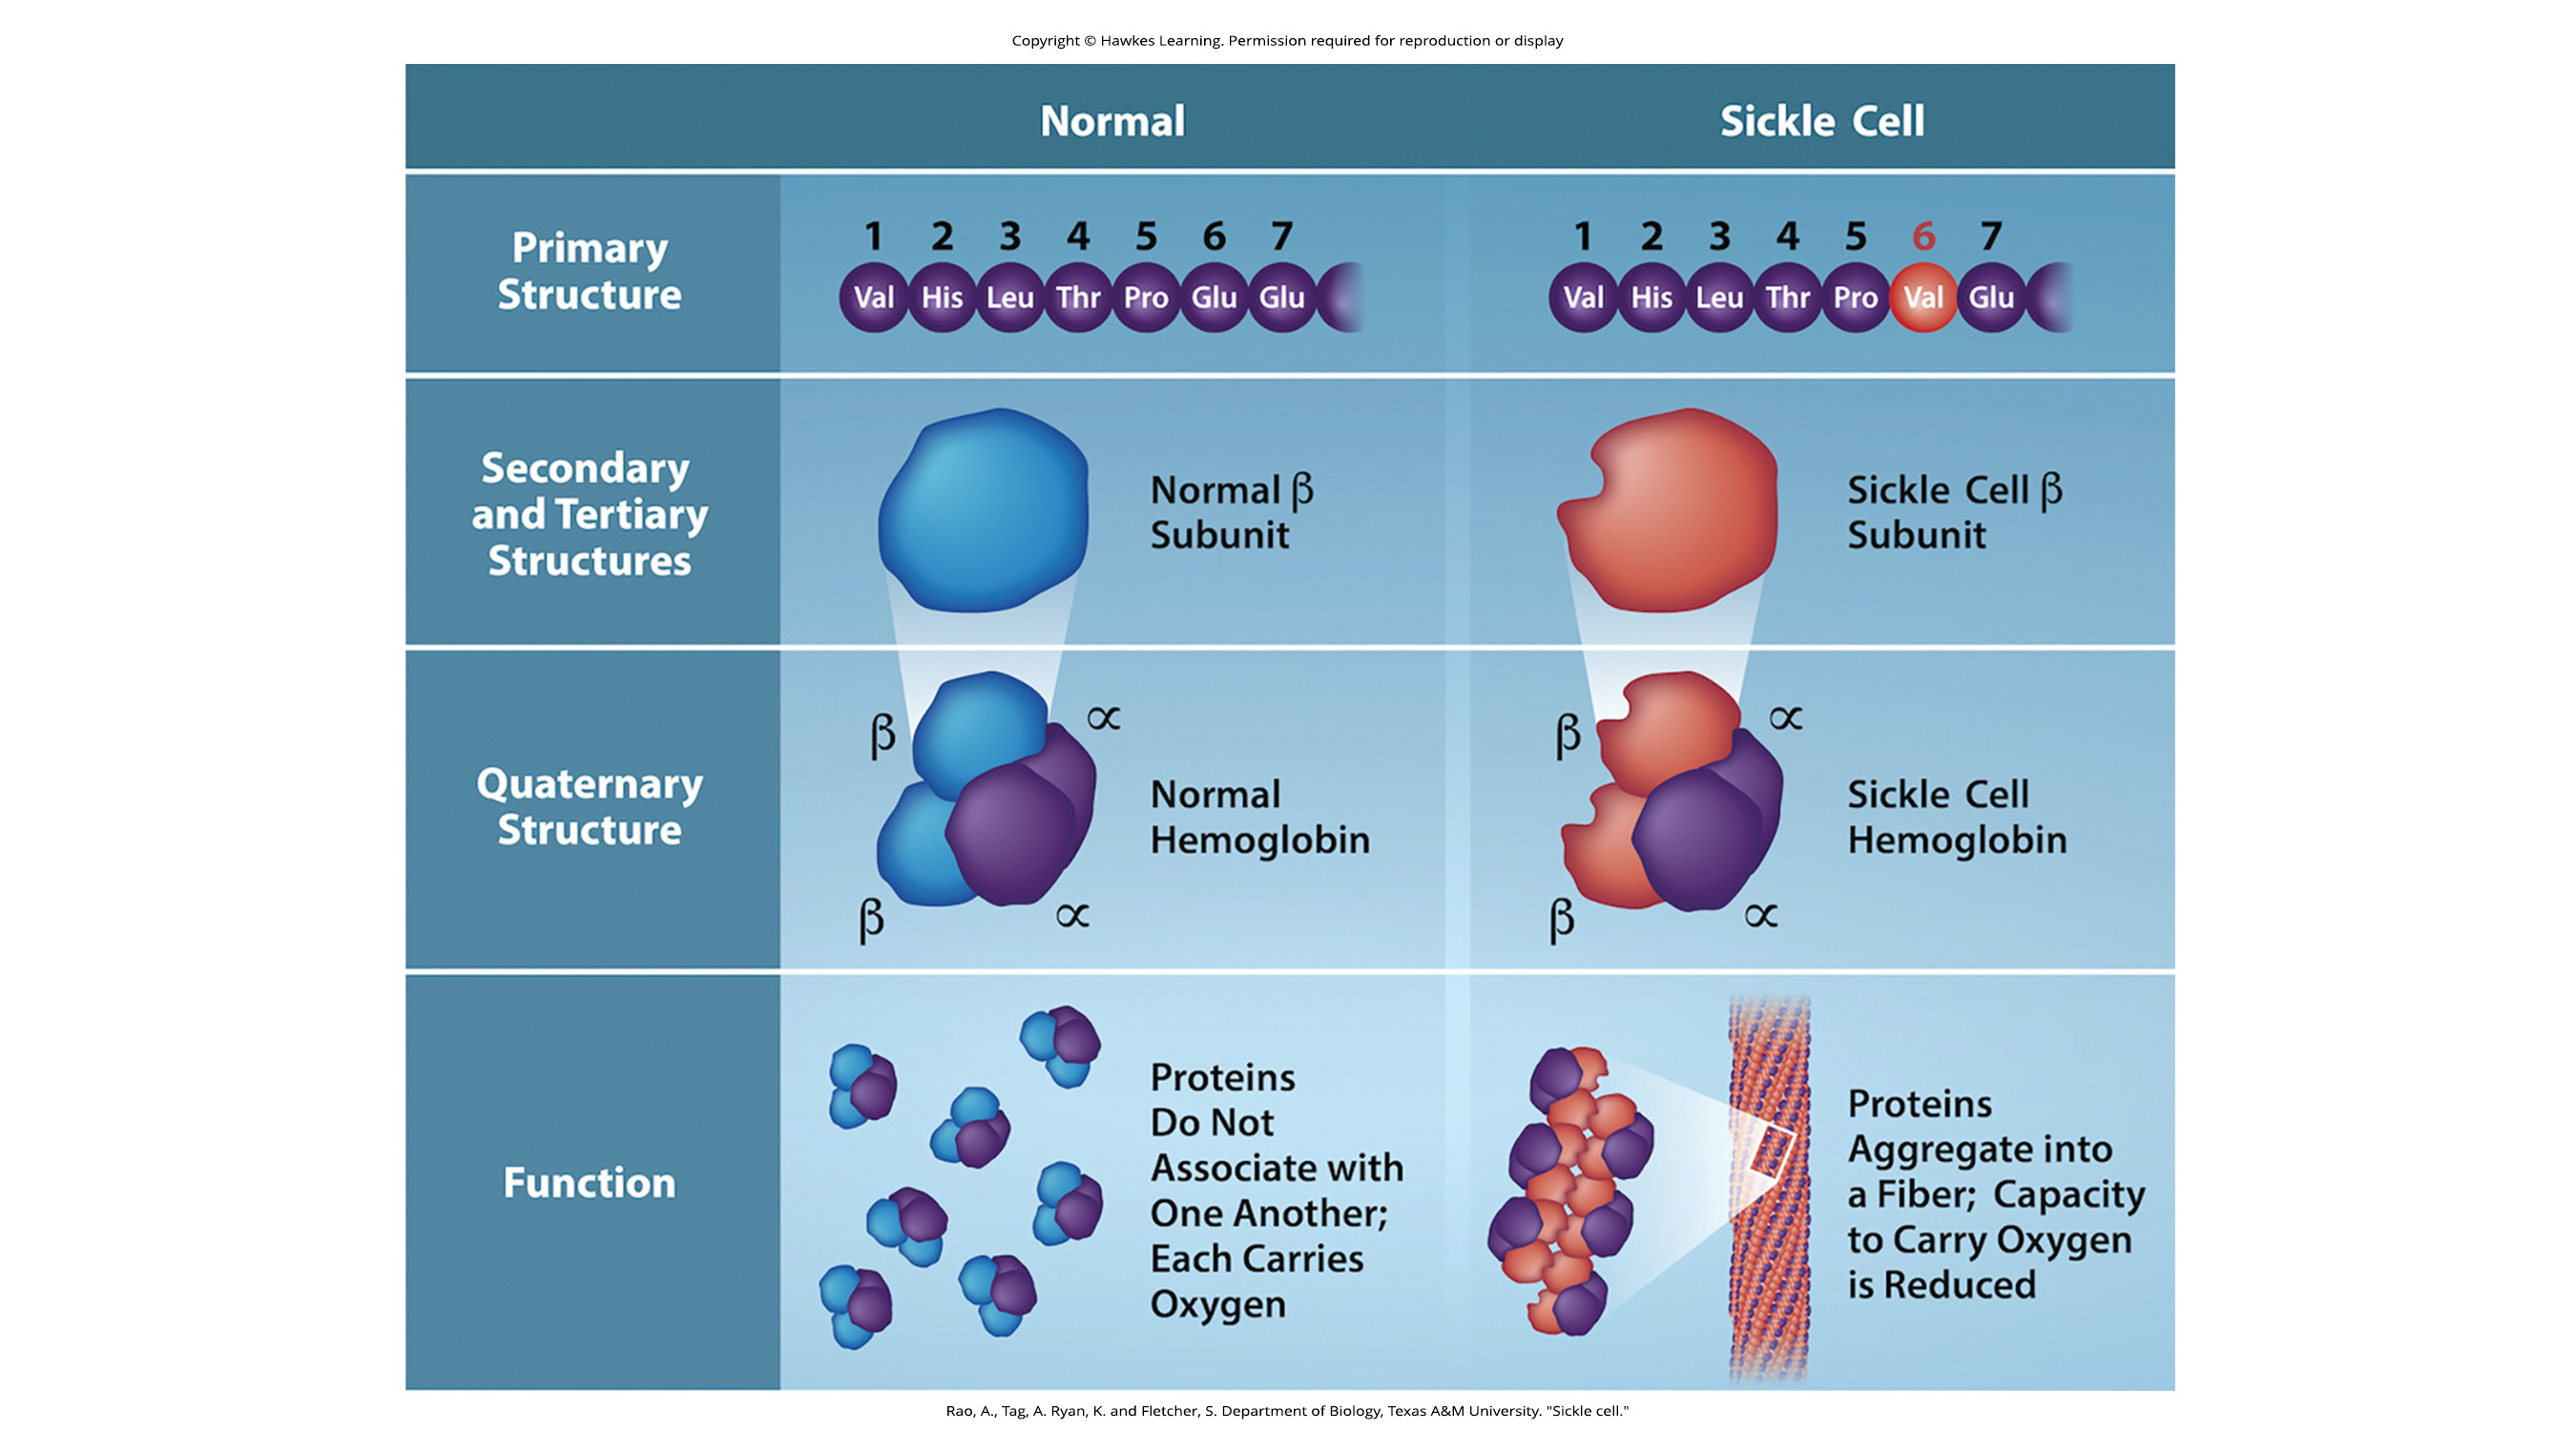 Copyright © Hawkes Learning. Permission required for reproduction or display
Normal
Sickle Cell
Primary
Structure
1 2 3 4 5 6 7
Val His Leu Thr Pro Glu Glu
1 2 3 4 5 6 7
Val His Leu Thr Pro Val Glu
Secondary
and Tertiary
Structures
Normal β
Subunit
Sickle Cell β
Subunit
Quaternary
Structure
β
∝
Normal
Hemoglobin
β
∝
β
∝
Sickle Cell
Hemoglobin
β
∝
Function
Proteins
Do Not
Associate with
One Another;
Each Carries
Oxygen
Proteins
Aggregate into
a Fiber; Capacity
to Carry Oxygen
is Reduced
Rao, A., Tag, A. Ryan, K. and Fletcher, S. Department of Biology, Texas A&M University. "Sickle cell."